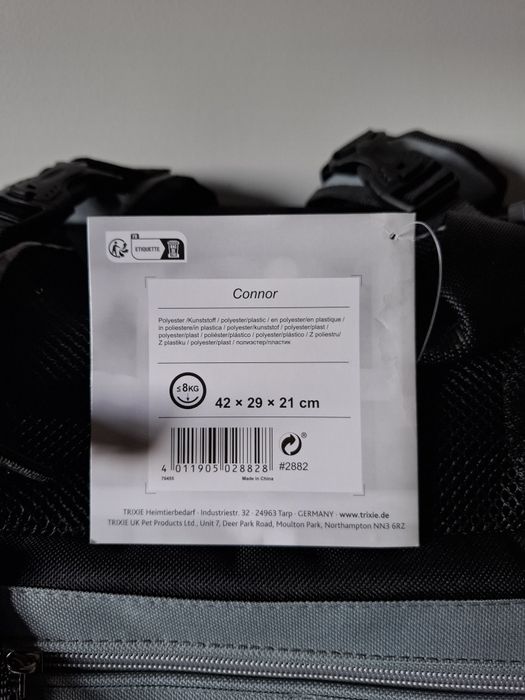 FR
ETIQUETTE
Connor
Polyester /Kunststoff / polyester/plastic / en polyester/en plastique /
in poliestere/in plastica / polyester/kunststof / polyester/plast /
polyester/plast / poliéster/plástico / polyester/plástico / Z poliestru/
Z plastiku / polyester/plast / полиэстер/пластик
≤8KG
42 × 29 × 21 cm
4 011905 028828
#2882
Made in China
TRIXIE Heimtierbedarf · Industriestr. 32 · 24963 Tarp · GERMANY · www.trixie.de
TRIXIE UK Pet Products Ltd., Unit 7, Deer Park Road, Moulton Park, Northampton NN3 6RZ